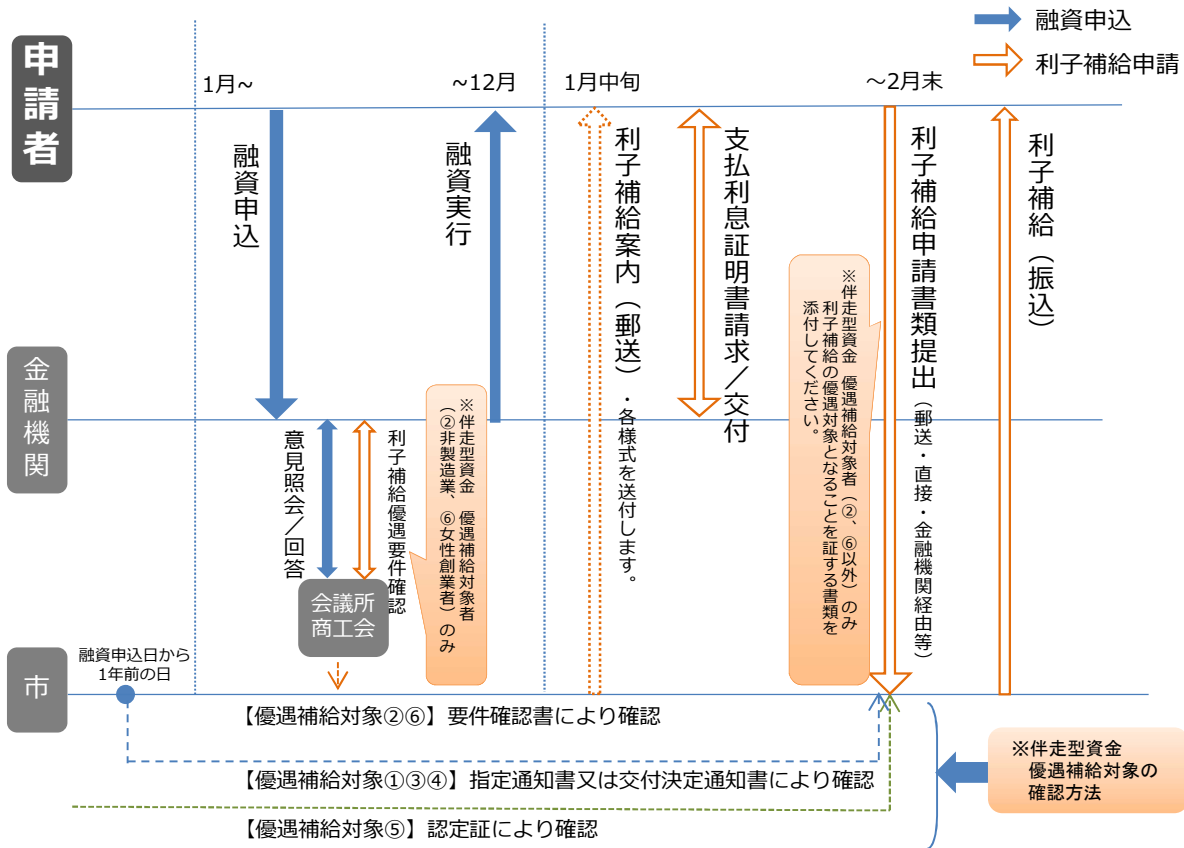 融資申込
利子補給申請
申請者
1月~
~12月
1月中旬
～2月末
融資申込
融資実行
利子補給案内（郵送）・各様式を送付します。
支払利息証明書請求／交付
利子補給申請書類提出（郵送・直接・金融機関経由等）
利子補給（振込）
※伴走型資金　優遇補給対象者（②、⑥以外）のみ
利子補給の優遇対象となることを証する書類を
添付してください。
金融機関
意見照会／回答
利子補給優遇要件確認
※伴走型資金　優遇補給対象者
（②非製造業、⑥女性創業者）のみ
会議所
商工会
市
融資申込日から
1年前の日
【優遇補給対象②⑥】要件確認書により確認
【優遇補給対象①③④】指定通知書又は交付決定通知書により確認
【優遇補給対象⑤】認定証により確認
※伴走型資金
優遇補給対象の
確認方法